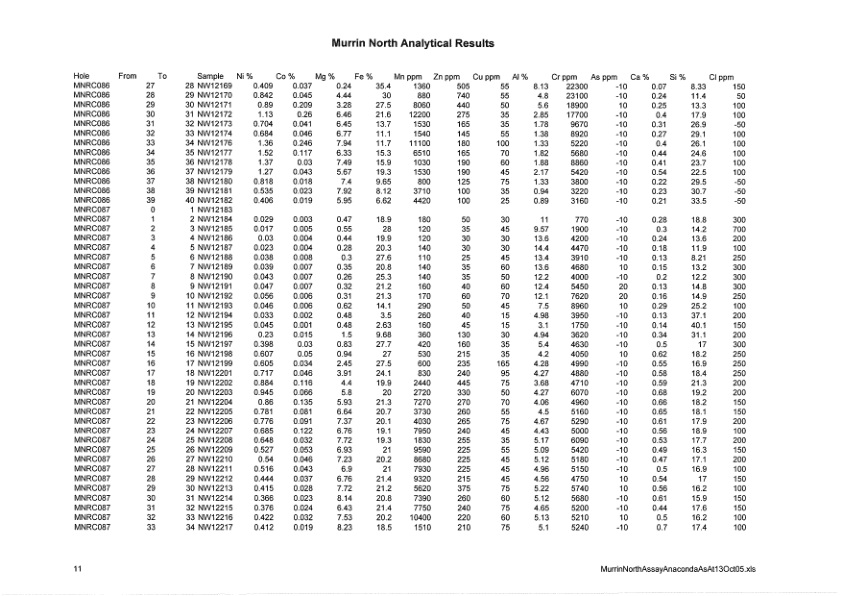 Murrin North Analytical Results
Hole From To Sample Ni % Co % Mg % Fe % Mn ppm Zn ppm Cu ppm Al % Cr ppm As ppm Ca % Si % Cl ppm
MNRC086 27 28 NW12169 0.409 0.037 0.24 35.4 1360 505 55 8.13 22300 -10 0.07 8.33 150
MNRC086 28 29 NW12170 0.842 0.045 4.44 30 880 740 55 4.8 23100 -10 0.24 11.4 50
MNRC086 29 30 NW12171 0.89 0.209 3.28 27.5 8060 440 50 5.6 18900 10 0.25 13.3 100
MNRC086 30 31 NW12172 1.13 0.26 6.46 21.6 12200 275 35 2.85 17700 -10 0.4 17.9 100
MNRC086 31 32 NW12173 0.704 0.041 6.45 13.7 1530 165 35 1.78 9670 -10 0.31 26.9 -50
MNRC086 32 33 NW12174 0.684 0.046 6.77 11.1 1540 145 55 1.38 8920 -10 0.27 29.1 100
MNRC086 33 34 NW12176 1.36 0.246 7.94 11.7 11100 180 100 1.33 5220 -10 0.4 26.1 100
MNRC086 34 35 NW12177 1.52 0.117 6.33 15.3 6510 165 70 1.82 5680 -10 0.44 24.6 100
MNRC086 35 36 NW12178 1.37 0.03 7.49 15.9 1030 190 60 1.88 8860 -10 0.41 23.7 100
MNRC086 36 37 NW12179 1.27 0.043 5.67 19.3 1530 190 45 2.17 5420 -10 0.54 22.5 100
MNRC086 37 38 NW12180 0.818 0.018 7.4 9.65 800 125 75 1.33 3800 -10 0.22 29.5 -50
MNRC086 38 39 NW12181 0.535 0.023 7.92 8.12 3710 100 35 0.94 3220 -10 0.23 30.7 -50
MNRC086 39 40 NW12182 0.406 0.019 5.95 6.62 4420 100 25 0.89 3160 -10 0.21 33.5 -50
MNRC087 0 1 NW12183
MNRC087 1 2 NW12184 0.029 0.003 0.47 18.9 180 50 30 11 770 -10 0.28 18.8 300
MNRC087 2 3 NW12185 0.017 0.005 0.55 28 120 35 45 9.57 1900 -10 0.3 14.2 700
MNRC087 3 4 NW12186 0.03 0.004 0.44 19.9 120 30 30 13.6 4200 -10 0.24 13.6 200
MNRC087 4 5 NW12187 0.023 0.004 0.28 20.3 140 30 30 14.4 4470 -10 0.18 11.9 100
MNRC087 5 6 NW12188 0.038 0.008 0.3 27.6 110 25 45 13.4 3910 -10 0.13 8.21 250
MNRC087 6 7 NW12189 0.039 0.007 0.35 20.8 140 35 60 13.6 4680 10 0.15 13.2 300
MNRC087 7 8 NW12190 0.043 0.007 0.26 25.3 140 35 50 12.2 4000 -10 0.2 12.2 300
MNRC087 8 9 NW12191 0.047 0.007 0.32 21.2 160 40 60 12.4 5450 20 0.13 14.8 300
MNRC087 9 10 NW12192 0.056 0.006 0.31 21.3 170 60 70 12.1 7620 20 0.16 14.9 250
MNRC087 10 11 NW12193 0.046 0.006 0.62 14.1 290 50 45 7.5 8960 10 0.29 25.2 100
MNRC087 11 12 NW12194 0.033 0.002 0.48 3.5 260 40 15 4.98 3950 -10 0.13 37.1 200
MNRC087 12 13 NW12195 0.045 0.001 0.48 2.63 160 45 15 3.1 1750 -10 0.14 40.1 150
MNRC087 13 14 NW12196 0.23 0.015 1.5 9.68 360 130 30 4.94 3620 -10 0.34 31.1 200
MNRC087 14 15 NW12197 0.398 0.03 0.83 27.7 420 160 35 5.4 4630 -10 0.5 17 300
MNRC087 15 16 NW12198 0.607 0.05 0.94 27 530 215 35 4.2 4050 10 0.62 18.2 250
MNRC087 16 17 NW12199 0.605 0.034 2.45 27.5 600 235 165 4.28 4990 -10 0.55 16.9 250
MNRC087 17 18 NW12201 0.717 0.046 3.91 24.1 830 240 95 4.27 4880 -10 0.58 18.4 250
MNRC087 18 19 NW12202 0.884 0.116 4.4 19.9 2440 445 75 3.68 4710 -10 0.59 21.3 200
MNRC087 19 20 NW12203 0.945 0.066 5.8 20 2720 330 50 4.27 6070 -10 0.68 19.2 200
MNRC087 20 21 NW12204 0.86 0.135 5.93 21.3 7270 270 70 4.06 4960 -10 0.66 18.2 150
MNRC087 21 22 NW12205 0.781 0.081 6.64 20.7 3730 260 55 4.5 5160 -10 0.65 18.1 150
MNRC087 22 23 NW12206 0.776 0.091 7.37 20.1 4030 265 75 4.67 5290 -10 0.61 17.9 200
MNRC087 23 24 NW12207 0.685 0.122 6.76 19.1 7950 240 45 4.43 5000 -10 0.56 18.9 100
MNRC087 24 25 NW12208 0.648 0.032 7.72 19.3 1830 255 35 5.17 6090 -10 0.53 17.7 200
MNRC087 25 26 NW12209 0.527 0.053 6.93 21 9590 225 55 5.09 5420 -10 0.49 16.3 150
MNRC087 26 27 NW12210 0.54 0.046 7.23 20.2 8680 225 45 5.12 5180 -10 0.47 17.1 200
MNRC087 27 28 NW12211 0.516 0.043 6.9 21 7930 225 45 4.96 5150 -10 0.5 16.9 100
MNRC087 28 29 NW12212 0.444 0.037 6.76 21.4 9320 215 45 4.56 4750 10 0.54 17 150
MNRC087 29 30 NW12213 0.415 0.028 7.72 21.2 5620 375 75 5.22 5740 10 0.56 16.2 100
MNRC087 30 31 NW12214 0.366 0.023 8.14 20.8 7390 260 60 5.12 5680 -10 0.61 15.9 150
MNRC087 31 32 NW12215 0.376 0.024 6.43 21.4 7750 240 75 4.65 5200 -10 0.44 17.6 150
MNRC087 32 33 NW12216 0.422 0.032 7.53 20.2 10400 220 60 5.13 5210 10 0.5 16.2 100
MNRC087 33 34 NW12217 0.412 0.019 8.23 18.5 1510 210 75 5.1 5240 -10 0.7 17.4 100
11 MurrinNorthAssayAnacondaAsAt13Oct05.xls